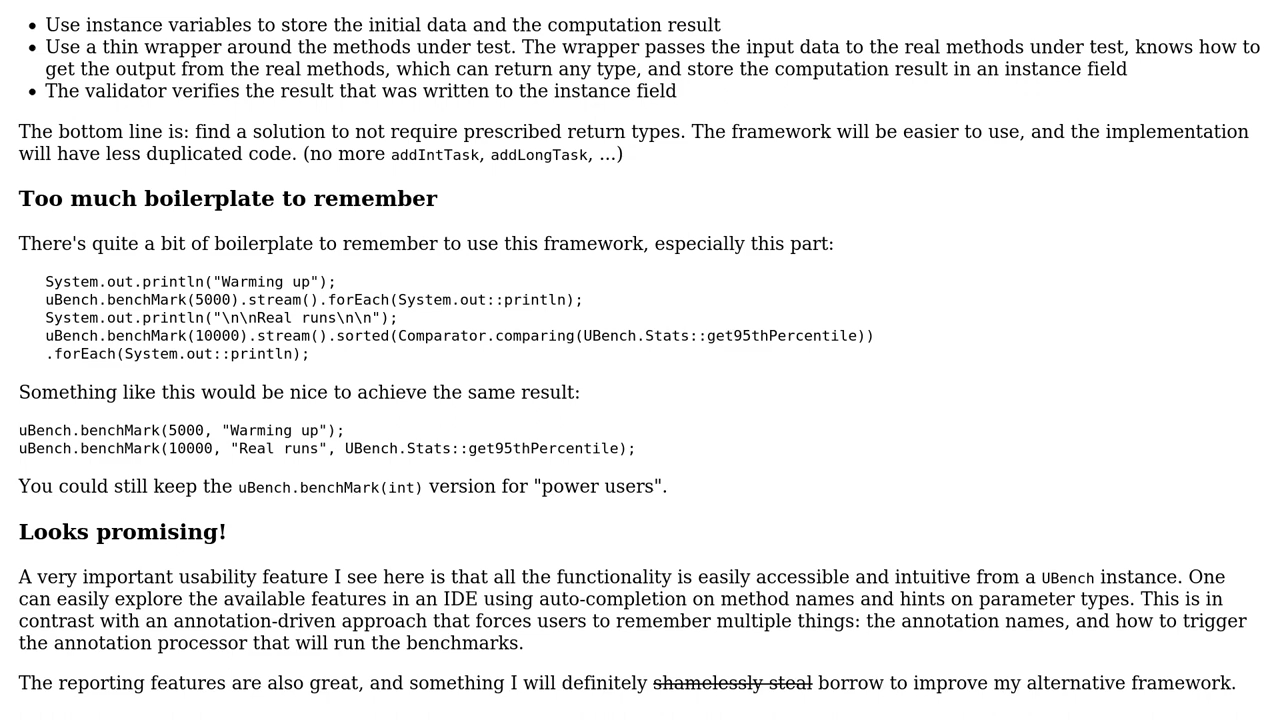 • Use instance variables to store the initial data and the computation result
• Use a thin wrapper around the methods under test. The wrapper passes the input data to the real methods under test, knows how to
get the output from the real methods, which can return any type, and store the computation result in an instance field
• The validator verifies the result that was written to the instance field
The bottom line is: find a solution to not require prescribed return types. The framework will be easier to use, and the implementation
will have less duplicated code. (no more addIntTask, addLongTask, ...)
Too much boilerplate to remember
There's quite a bit of boilerplate to remember to use this framework, especially this part:
System.out.println("Warming up");
uBench.benchMark(5000).stream().forEach(System.out::println);
System.out.println("\n\nReal runs\n\n");
uBench.benchMark(10000).stream().sorted(Comparator.comparing(UBench.Stats::get95thPercentile))
.forEach(System.out::println);
Something like this would be nice to achieve the same result:
uBench.benchMark(5000, "Warming up");
uBench.benchMark(10000, "Real runs", UBench.Stats::get95thPercentile);
You could still keep the uBench.benchMark(int) version for "power users".
Looks promising!
A very important usability feature I see here is that all the functionality is easily accessible and intuitive from a UBench instance. One
can easily explore the available features in an IDE using auto-completion on method names and hints on parameter types. This is in
contrast with an annotation-driven approach that forces users to remember multiple things: the annotation names, and how to trigger
the annotation processor that will run the benchmarks.
The reporting features are also great, and something I will definitely shamelessly steal borrow to improve my alternative framework.